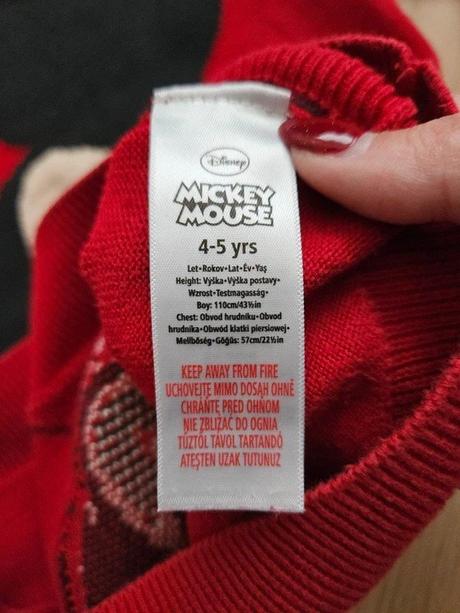 Disney
MICKEY
MOUSE
4-5 yrs
Let•Rokov•Lat•Év•Yaş
Height: Výška•Výška postavy•
Wzrost•Testmagasság•
Boy: 110cm/43½in
Chest: Obvod hrudníku•Obvod
hrudníka•Obwód klatki piersiowej•
Mellbőség•Göğüs: 57cm/22½in
KEEP AWAY FROM FIRE
UCHOVEJTE MIMO DOSAH OHNĚ
CHRÁŇTE PRED OHŇOM
NIE ZBLIŻAĆ DO OGNIA
TŰZTŐL TÁVOL TARTANDÓ
ATEŞTEN UZAK TUTUNUZ